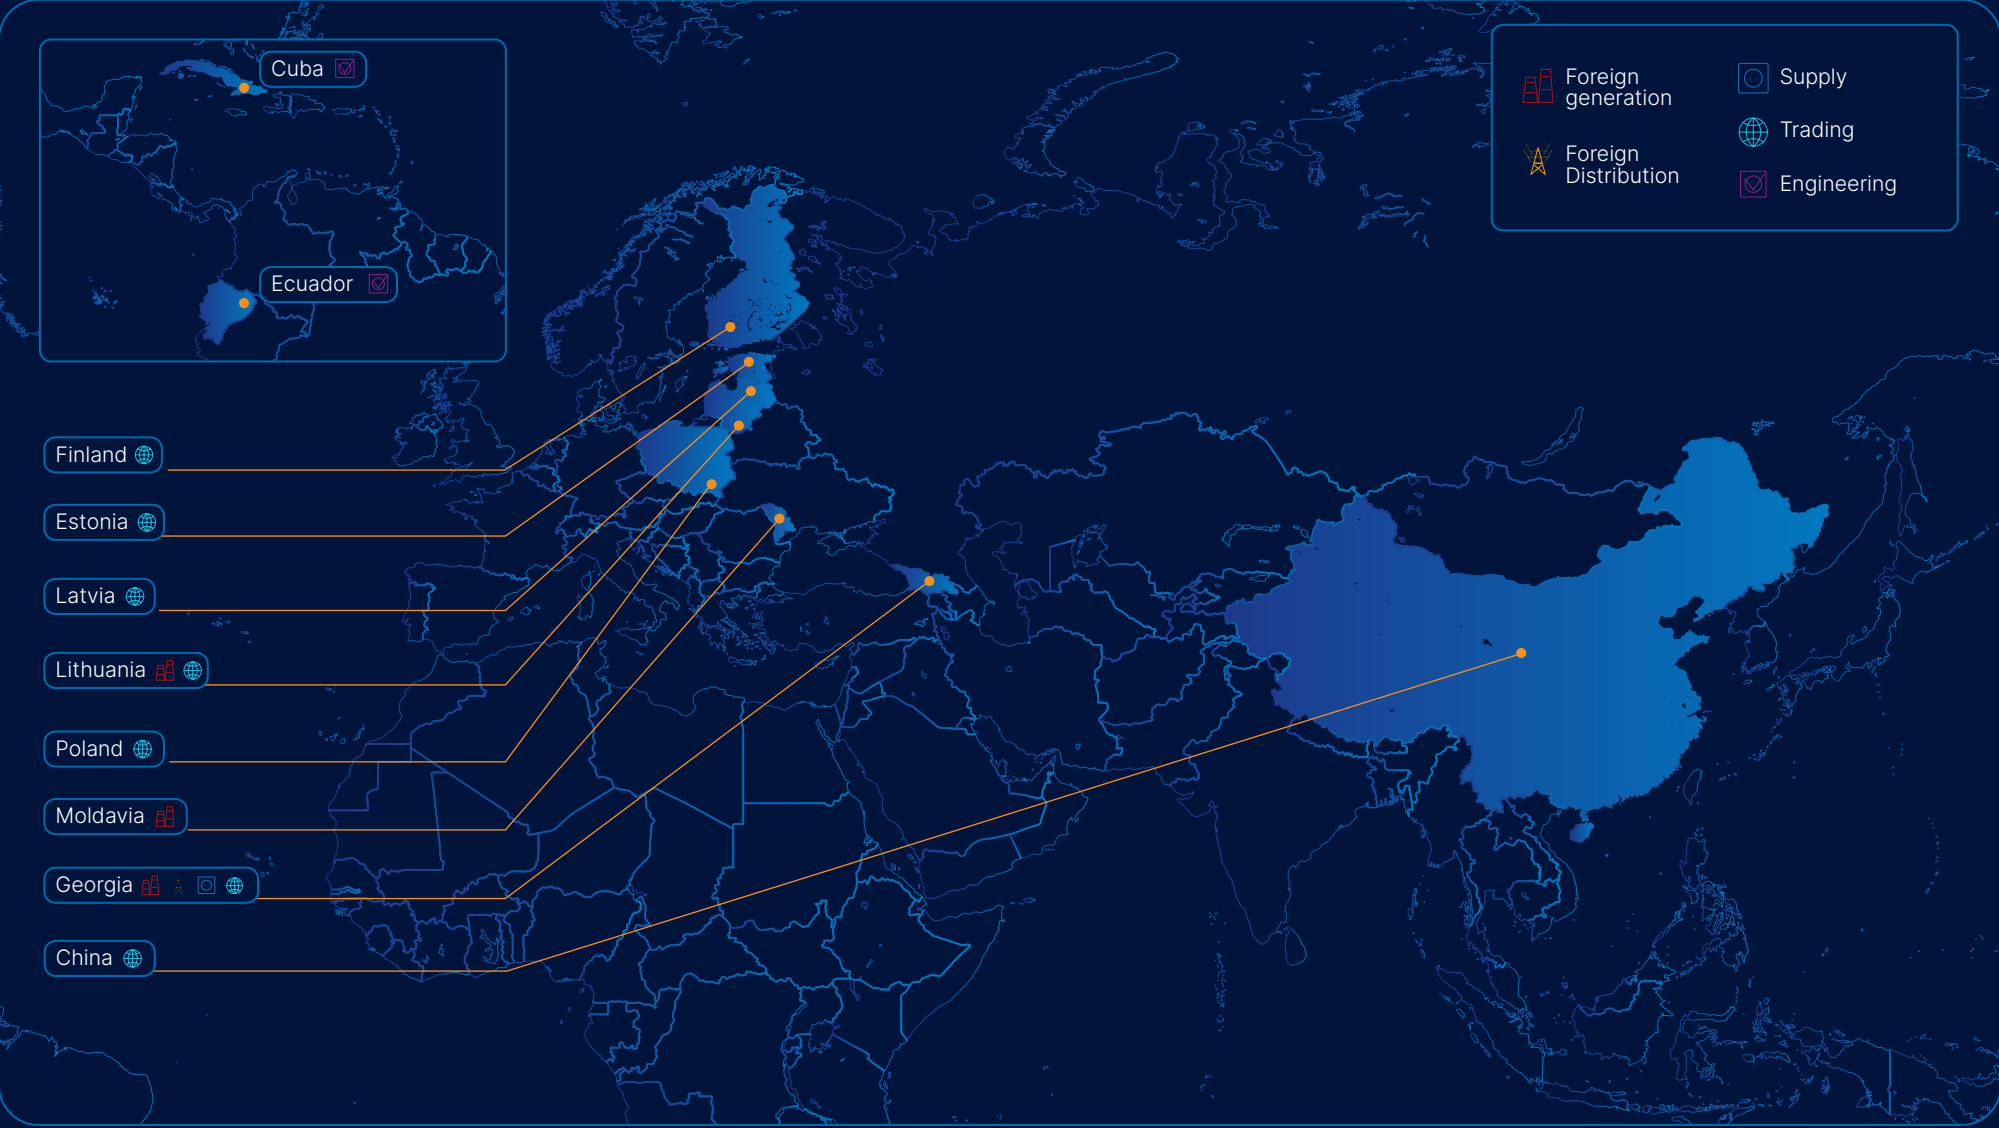 Cuba
Ecuador
Foreign
generation
Foreign
Distribution
Supply
Trading
Engineering
Finland
Estonia
Latvia
Lithuania
Poland
Moldavia
Georgia
China